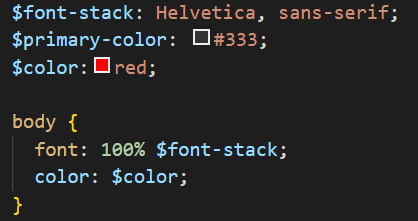 $font-stack: Helvetica, sans-serif;
$primary-color: #333;
$color:red;
body {
font: 100% $font-stack;
color: $color;
}